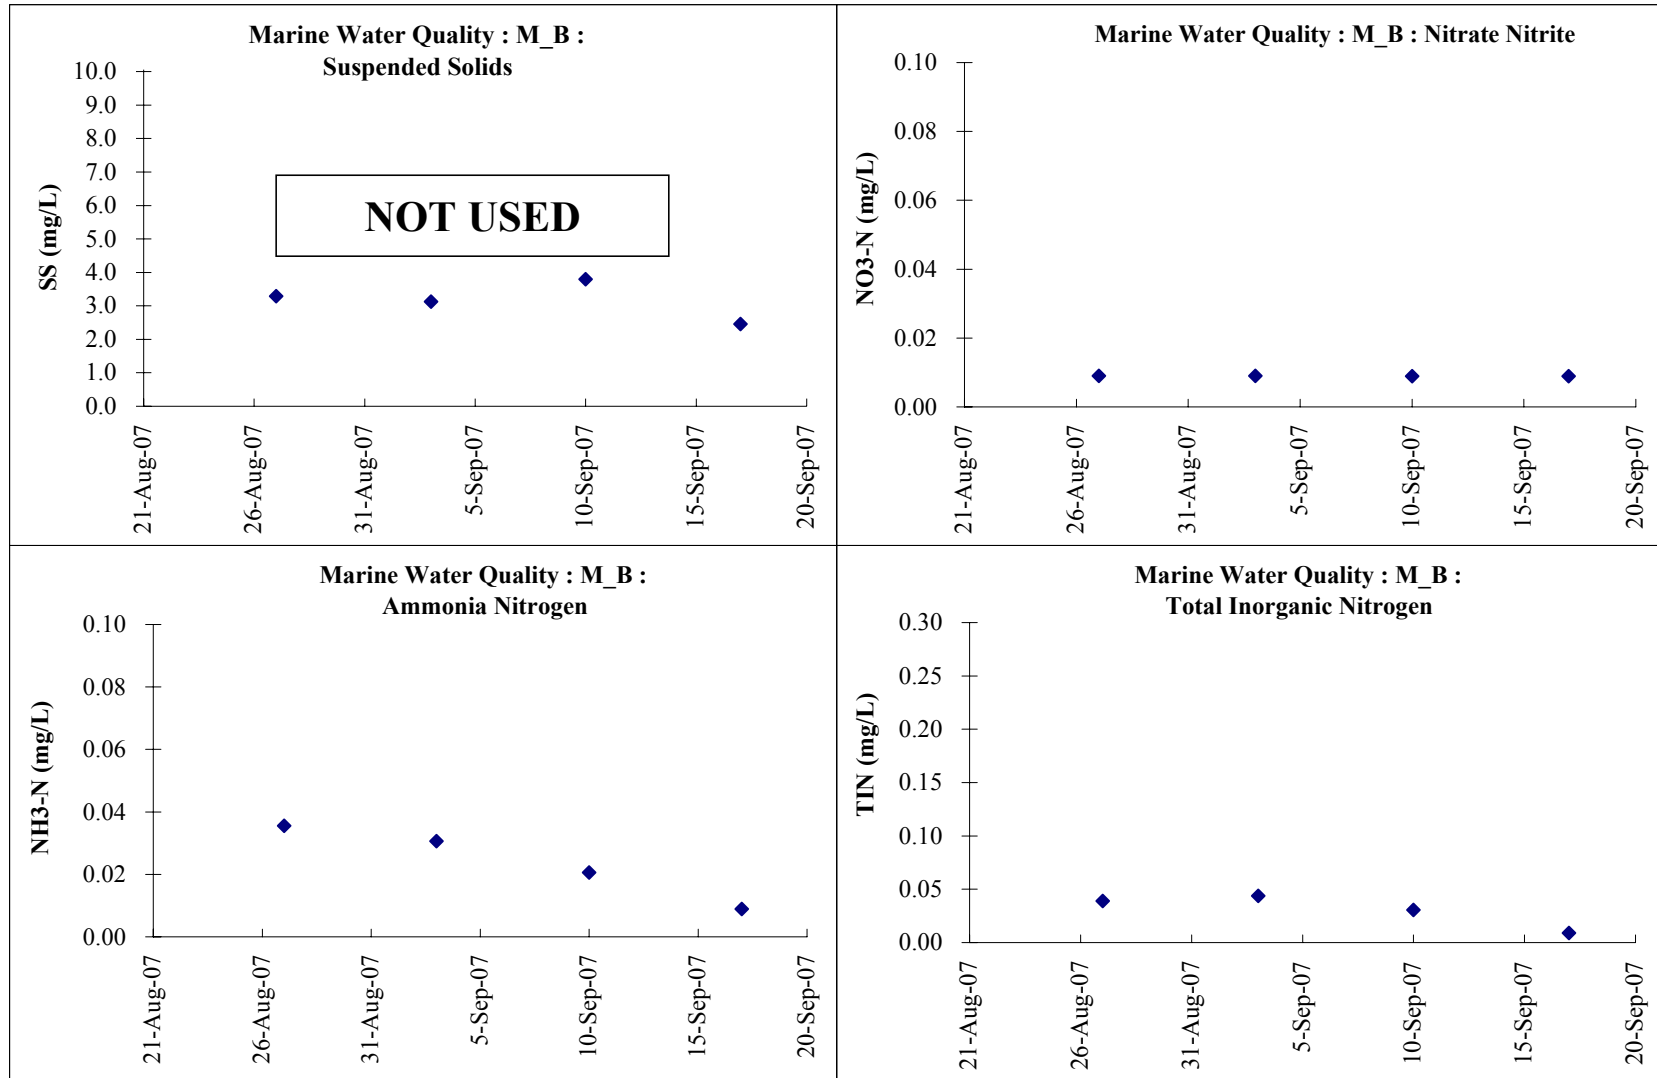 Marine Water Quality : M_B :
Suspended Solids
10.0
9.0
8.0
7.0
6.0
5.0
4.0
3.0
2.0
1.0
0.0
SS (mg/L)
NOT USED
21-Aug-07
26-Aug-07
31-Aug-07
5-Sep-07
10-Sep-07
15-Sep-07
20-Sep-07
Marine Water Quality : M_B : Nitrate Nitrite
0.10
0.08
0.06
0.04
0.02
0.00
NO3-N (mg/L)
21-Aug-07
26-Aug-07
31-Aug-07
5-Sep-07
10-Sep-07
15-Sep-07
20-Sep-07
Marine Water Quality : M_B :
Ammonia Nitrogen
0.10
0.08
0.06
0.04
0.02
0.00
NH3-N (mg/L)
21-Aug-07
26-Aug-07
31-Aug-07
5-Sep-07
10-Sep-07
15-Sep-07
20-Sep-07
Marine Water Quality : M_B :
Total Inorganic Nitrogen
0.30
0.25
0.20
0.15
0.10
0.05
0.00
TIN (mg/L)
21-Aug-07
26-Aug-07
31-Aug-07
5-Sep-07
10-Sep-07
15-Sep-07
20-Sep-07